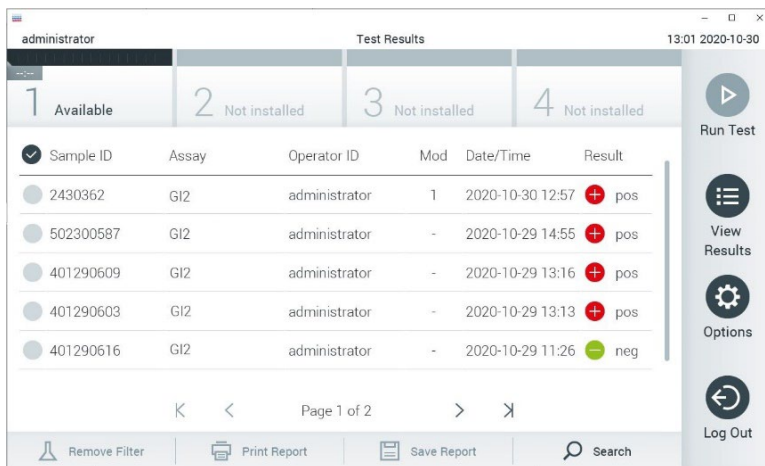 administrator Test Results 13:01 2020-10-30
--:--
1 Available 2 Not installed 3 Not installed 4 Not installed
Run Test
Sample ID Assay Operator ID Mod Date/Time Result
2430362 GI2 administrator 1 2020-10-30 12:57 pos
502300587 GI2 administrator - 2020-10-29 14:55 pos
401290609 GI2 administrator - 2020-10-29 13:16 pos
401290603 GI2 administrator - 2020-10-29 13:13 pos
401290616 GI2 administrator - 2020-10-29 11:26 neg
View
Results
Options
Page 1 of 2
Log Out
Remove Filter Print Report Save Report Search